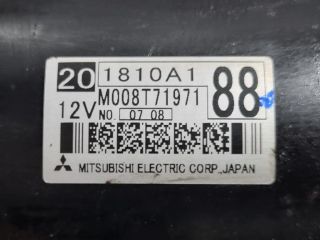 20 1810A1
M008T71971 88
12V NO. 07 08
MITSUBISHI ELECTRIC CORP., JAPAN